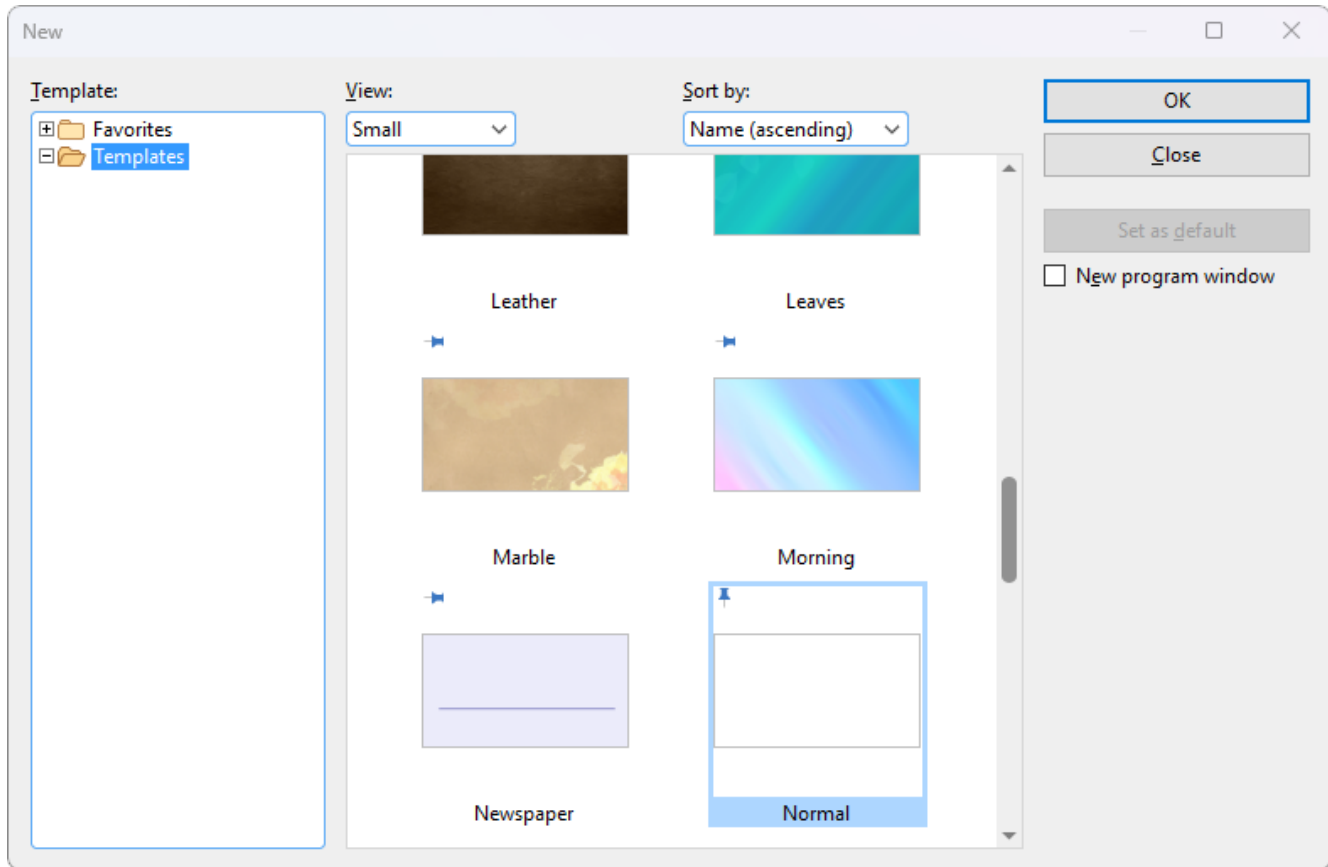 New
Template:
Favorites
Templates
View:
Small
Sort by:
Name (ascending)
Leather
Leaves
Marble
Morning
Newspaper
Normal
OK
Close
Set as default
New program window